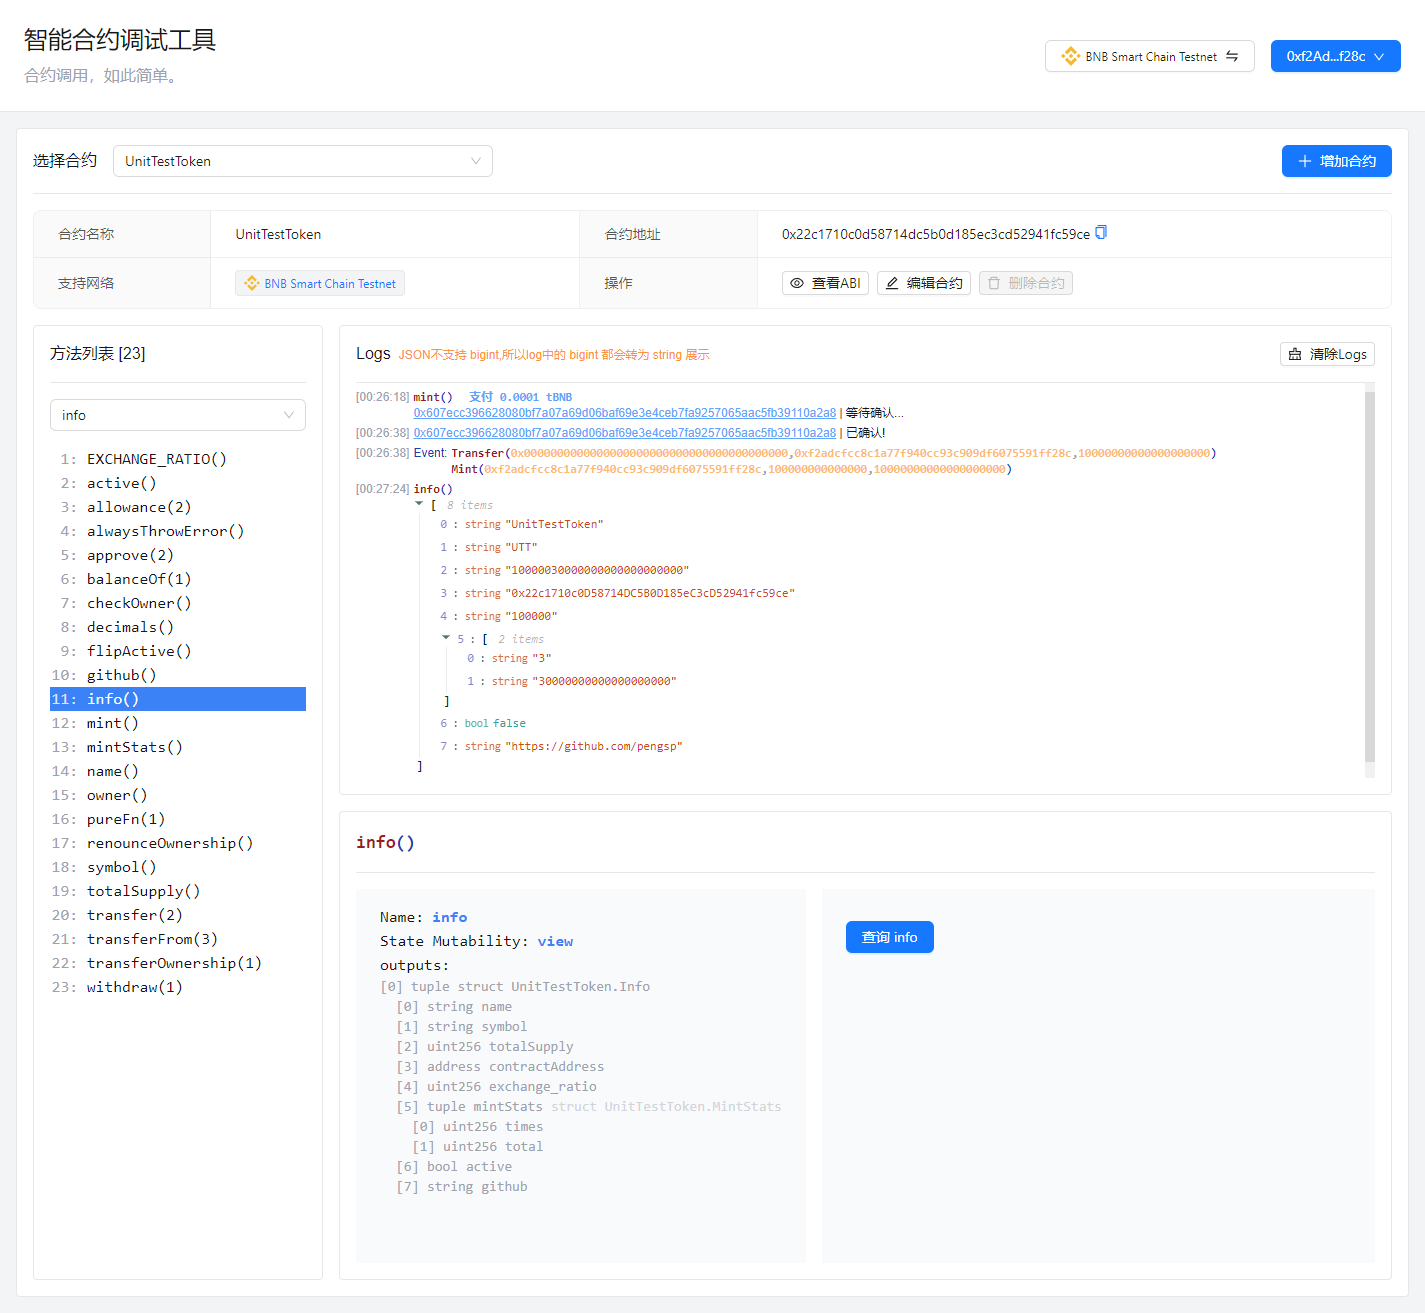 智能合约调试工具
合约调用，如此简单。
BNB Smart Chain Testnet
0xf2Ad...f28c
选择合约
UnitTestToken
增加合约
合约名称
UnitTestToken
合约地址
0x22c1710c0d58714dc5b0d185ec3cd52941fc59ce
支持网络
BNB Smart Chain Testnet
操作
查看ABI
编辑合约
删除合约
方法列表 [23]
info
1: EXCHANGE_RATIO()
2: active()
3: allowance(2)
4: alwaysThrowError()
5: approve(2)
6: balanceOf(1)
7: checkOwner()
8: decimals()
9: flipActive()
10: github()
11: info()
12: mint()
13: mintStats()
14: name()
15: owner()
16: pureFn(1)
17: renounceOwnership()
18: symbol()
19: totalSupply()
20: transfer(2)
21: transferFrom(3)
22: transferOwnership(1)
23: withdraw(1)
Logs JSON不支持 bigint,所以log中的 bigint 都会转为 string 展示
清除Logs
[00:26:18] mint() 支付 0.0001 tBNB
0x607ecc396628080bf7a07a69d06baf69e3e4ceb7fa9257065aac5fb39110a2a8 | 等待确认...
[00:26:38] 0x607ecc396628080bf7a07a69d06baf69e3e4ceb7fa9257065aac5fb39110a2a8 | 已确认!
[00:26:38] Event: Transfer(0x0000000000000000000000000000000000000000,0xf2adcfcc8c1a77f940cc93c909df6075591ff28c,10000000000000000000)
Mint(0xf2adcfcc8c1a77f940cc93c909df6075591ff28c,100000000000000,10000000000000000000)
[00:27:24] info()
[ 8 items
0 : string "UnitTestToken"
1 : string "UTT"
2 : string "10000030000000000000000000"
3 : string "0x22c1710c0D58714DC5B0D185eC3cD52941fc59ce"
4 : string "100000"
5 : [ 2 items
0 : string "3"
1 : string "30000000000000000000"
]
6 : bool false
7 : string "https://github.com/pengsp"
]
info()
Name: info
State Mutability: view
outputs:
[0] tuple struct UnitTestToken.Info
[0] string name
[1] string symbol
[2] uint256 totalSupply
[3] address contractAddress
[4] uint256 exchange_ratio
[5] tuple mintStats struct UnitTestToken.MintStats
[0] uint256 times
[1] uint256 total
[6] bool active
[7] string github
查询 info